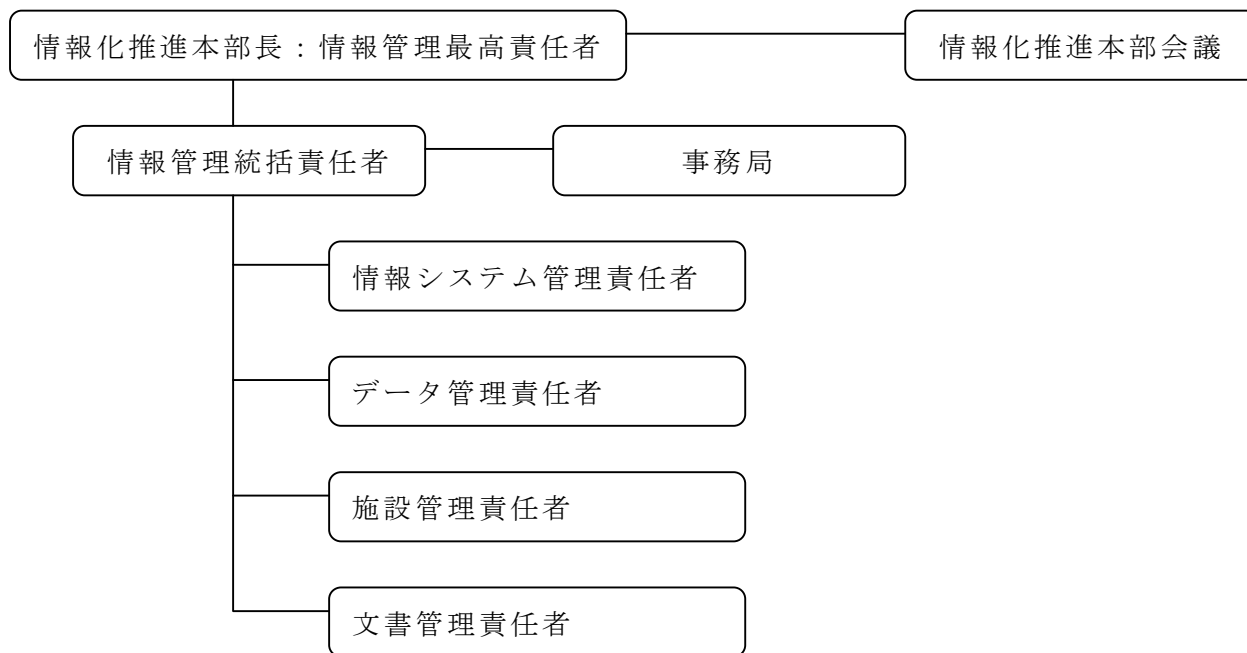 情報化推進本部長：情報管理最高責任者
情報化推進本部会議
情報管理統括責任者
事務局
情報システム管理責任者
データ管理責任者
施設管理責任者
文書管理責任者